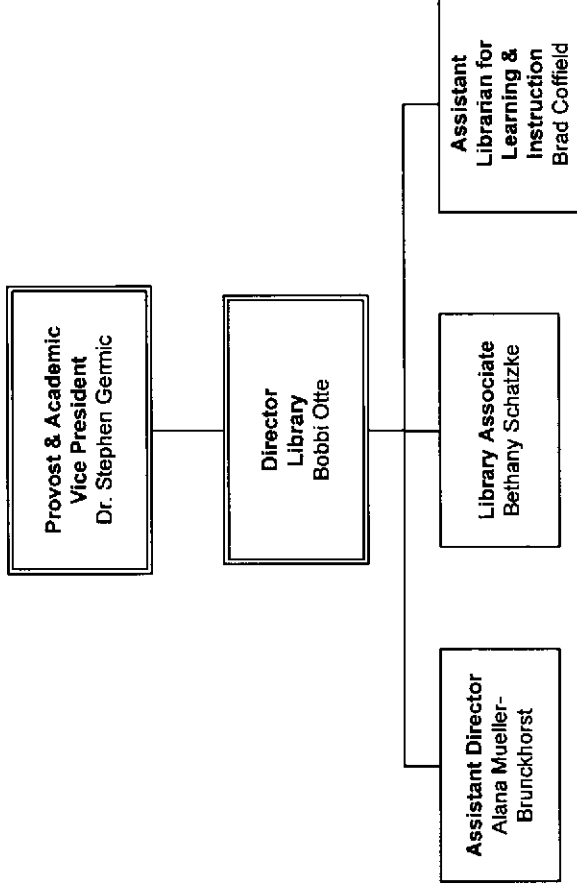 Provost & Academic
Vice President
Dr. Stephen Germic
Director
Library
Bobbi Otte
Assistant Director
Alana Mueller-
Brunckhorst
Library Associate
Bethany Schatzke
Assistant
Librarian for
Learning &
Instruction
Brad Coffield